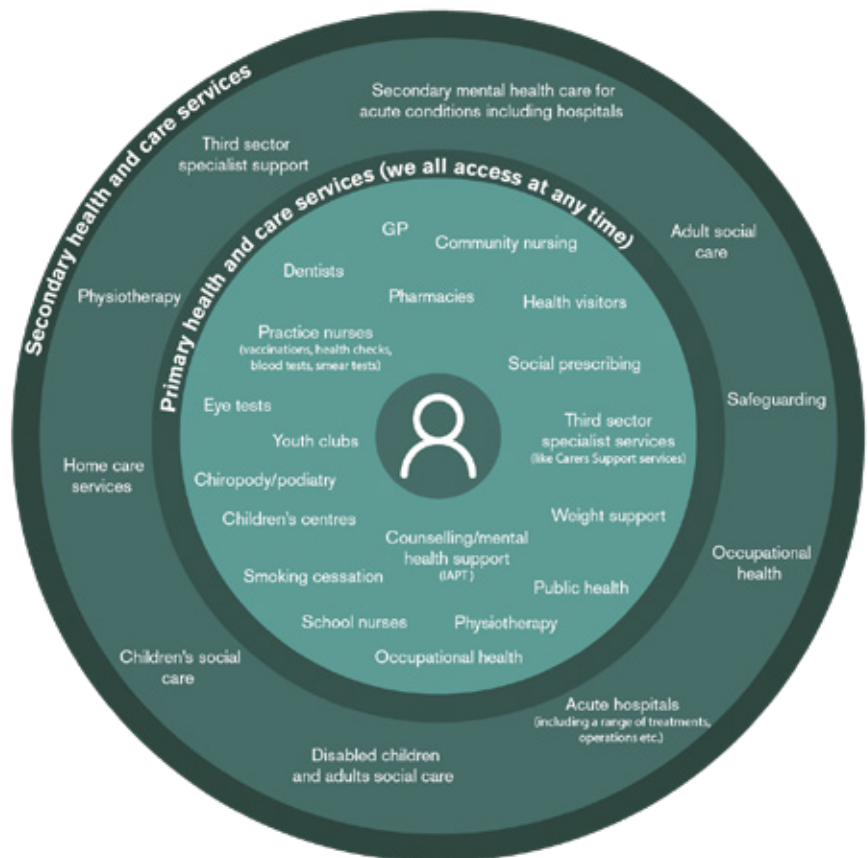 Secondary health and care services
Secondary mental health care for
acute conditions including hospitals
Third sector
specialist support
Adult social
care
Physiotherapy
Safeguarding
Home care
services
Occupational
health
Children's social
care
Acute hospitals
(including a range of treatments,
operations etc.)
Disabled children
and adults social care
Primary health and care services (we all access at any time)
GP
Community nursing
Dentists
Pharmacies
Health visitors
Practice nurses
(vaccinations, health checks,
blood tests, smear tests)
Social prescribing
Eye tests
Third sector
specialist services
(like Carers Support services)
Youth clubs
Chiropody/podiatry
Children's centres
Weight support
Counselling/mental
health support
(IAPT)
Smoking cessation
Public health
School nurses
Physiotherapy
Occupational health